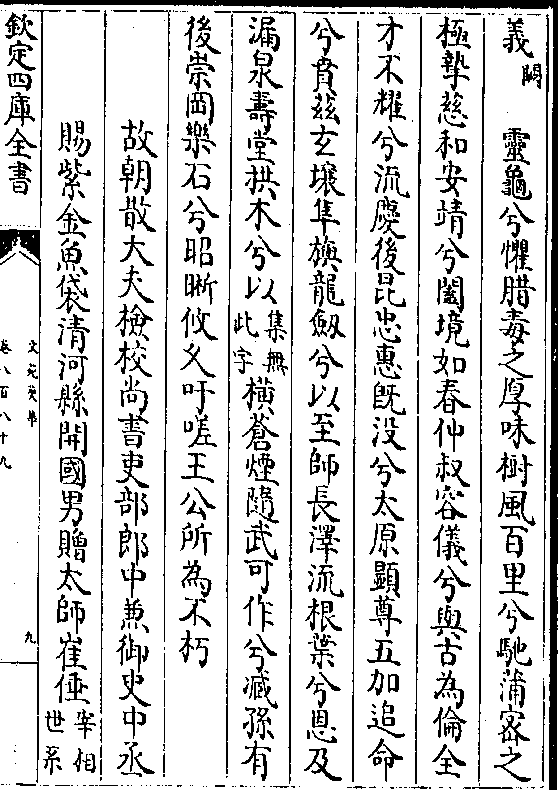 義闕 靈龜兮懼腊毒之厚味樹風百里兮馳蒲宻之
極摯慈和安靖兮闔境如春仲叔容儀兮與古為倫全
才不耀兮流慶後昆忠惠既没兮太原顯尊五加追命
兮賁兹玄壤隼旟龍劔兮以至師長澤流根葉兮恩及
漏泉壽堂拱木兮以集無此字橫蒼煙隨武可作兮臧孫有
後崇岡樂石兮昭晰攸乆吁嗟王公所為不朽
故朝散大夫檢校尚書吏部郎中兼御史中丞
賜紫金魚袋清河縣開國男贈太師崔倕宰相世系
欽定四庫全書
文苑英華
卷八百八十九
九